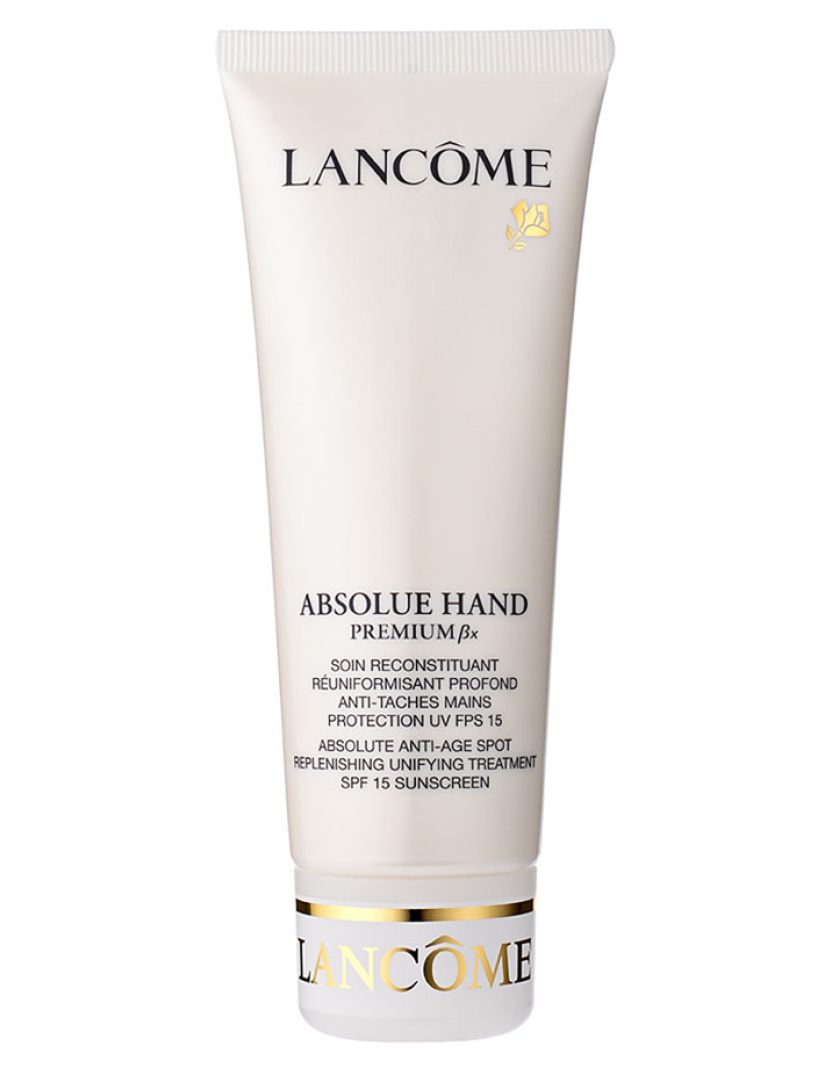 LANCÔME
ABSOLUE HAND
PREMIUM βx
SOIN RECONSTITUANT
RÉUNIFORMISANT PROFOND
ANTI-TACHES MAINS
PROTECTION UV FPS 15
ABSOLUTE ANTI-AGE SPOT
REPLENISHING UNIFYING TREATMENT
SPF 15 SUNSCREEN
LANCÔME